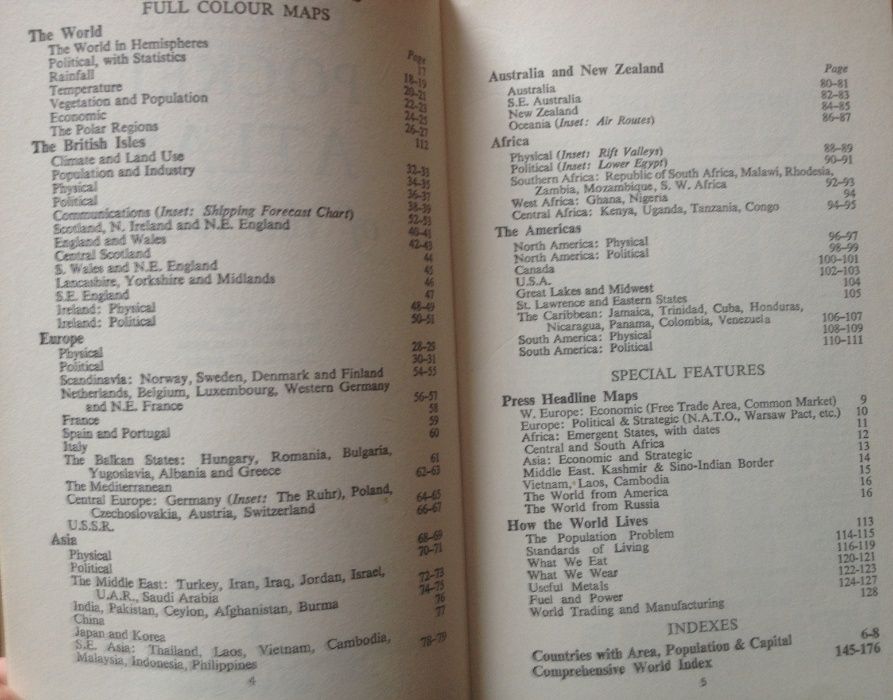 FULL COLOUR MAPS
Page
The World
The World in Hemispheres 17
Political, with Statistics 18-19
Rainfall 20-21
Temperature 22-23
Vegetation and Population 24-25
Economic 26-27
The Polar Regions 112
The British Isles
Climate and Land Use 32-33
Population and Industry 34-35
Physical 36-37
Political 38-39
Communications (Inset: Shipping Forecast Chart) 52-53
Scotland, N. Ireland and N.E. England 40-41
England and Wales 42-43
Central Scotland 44
S. Wales and N.E. England 45
Lancashire, Yorkshire and Midlands 46
S.E. England 47
Ireland: Physical 48-49
Ireland: Political 50-51
Europe
Physical 28-29
Political 30-31
Scandinavia: Norway, Sweden, Denmark and Finland 54-55
Netherlands, Belgium, Luxembourg, Western Germany
and N.E. France 56-57
France 58
Spain and Portugal 59
Italy 60
The Balkan States: Hungary, Romania, Bulgaria,
Yugoslavia, Albania and Greece 61
The Mediterranean 62-63
Central Europe: Germany (Inset: The Ruhr), Poland,
Czechoslovakia, Austria, Switzerland 64-65
U.S.S.R. 66-67
Asia
Physical 68-69
Political 70-71
The Middle East: Turkey, Iran, Iraq, Jordan, Israel,
U.A.R., Saudi Arabia 72-73
India, Pakistan, Ceylon, Afghanistan, Burma 74-75
China 76
Japan and Korea 77
S.E. Asia: Thailand, Laos, Vietnam, Cambodia,
Malaysia, Indonesia, Philippines 78-79
4
Australia and New Zealand Page
Australia 80-81
S.E. Australia 82-83
New Zealand 84-85
Oceania (Inset: Air Routes) 86-87
Africa
Physical (Inset: Rift Valleys) 88-89
Political (Inset: Lower Egypt) 90-91
Southern Africa: Republic of South Africa, Malawi, Rhodesia,
Zambia, Mozambique, S. W. Africa 92-93
West Africa: Ghana, Nigeria 94
Central Africa: Kenya, Uganda, Tanzania, Congo 94-95
The Americas
North America: Physical 96-97
North America: Political 98-99
Canada 100-101
U.S.A. 102-103
Great Lakes and Midwest 104
St. Lawrence and Eastern States 105
The Caribbean: Jamaica, Trinidad, Cuba, Honduras,
Nicaragua, Panama, Colombia, Venezuela 106-107
South America: Physical 108-109
South America: Political 110-111
SPECIAL FEATURES
Press Headline Maps
W. Europe: Economic (Free Trade Area, Common Market) 9
Europe: Political & Strategic (N.A.T.O., Warsaw Pact, etc.) 10
Africa: Emergent States, with dates 11
Central and South Africa 12
Asia: Economic and Strategic 13
Middle East. Kashmir & Sino-Indian Border 14
Vietnam, Laos, Cambodia 15
The World from America 16
The World from Russia 16
How the World Lives
The Population Problem 113
Standards of Living 114-115
What We Eat 116-119
What We Wear 120-121
Useful Metals 122-123
Fuel and Power 124-127
World Trading and Manufacturing 128
INDEXES
Countries with Area, Population & Capital 6-8
Comprehensive World Index 145-176
5